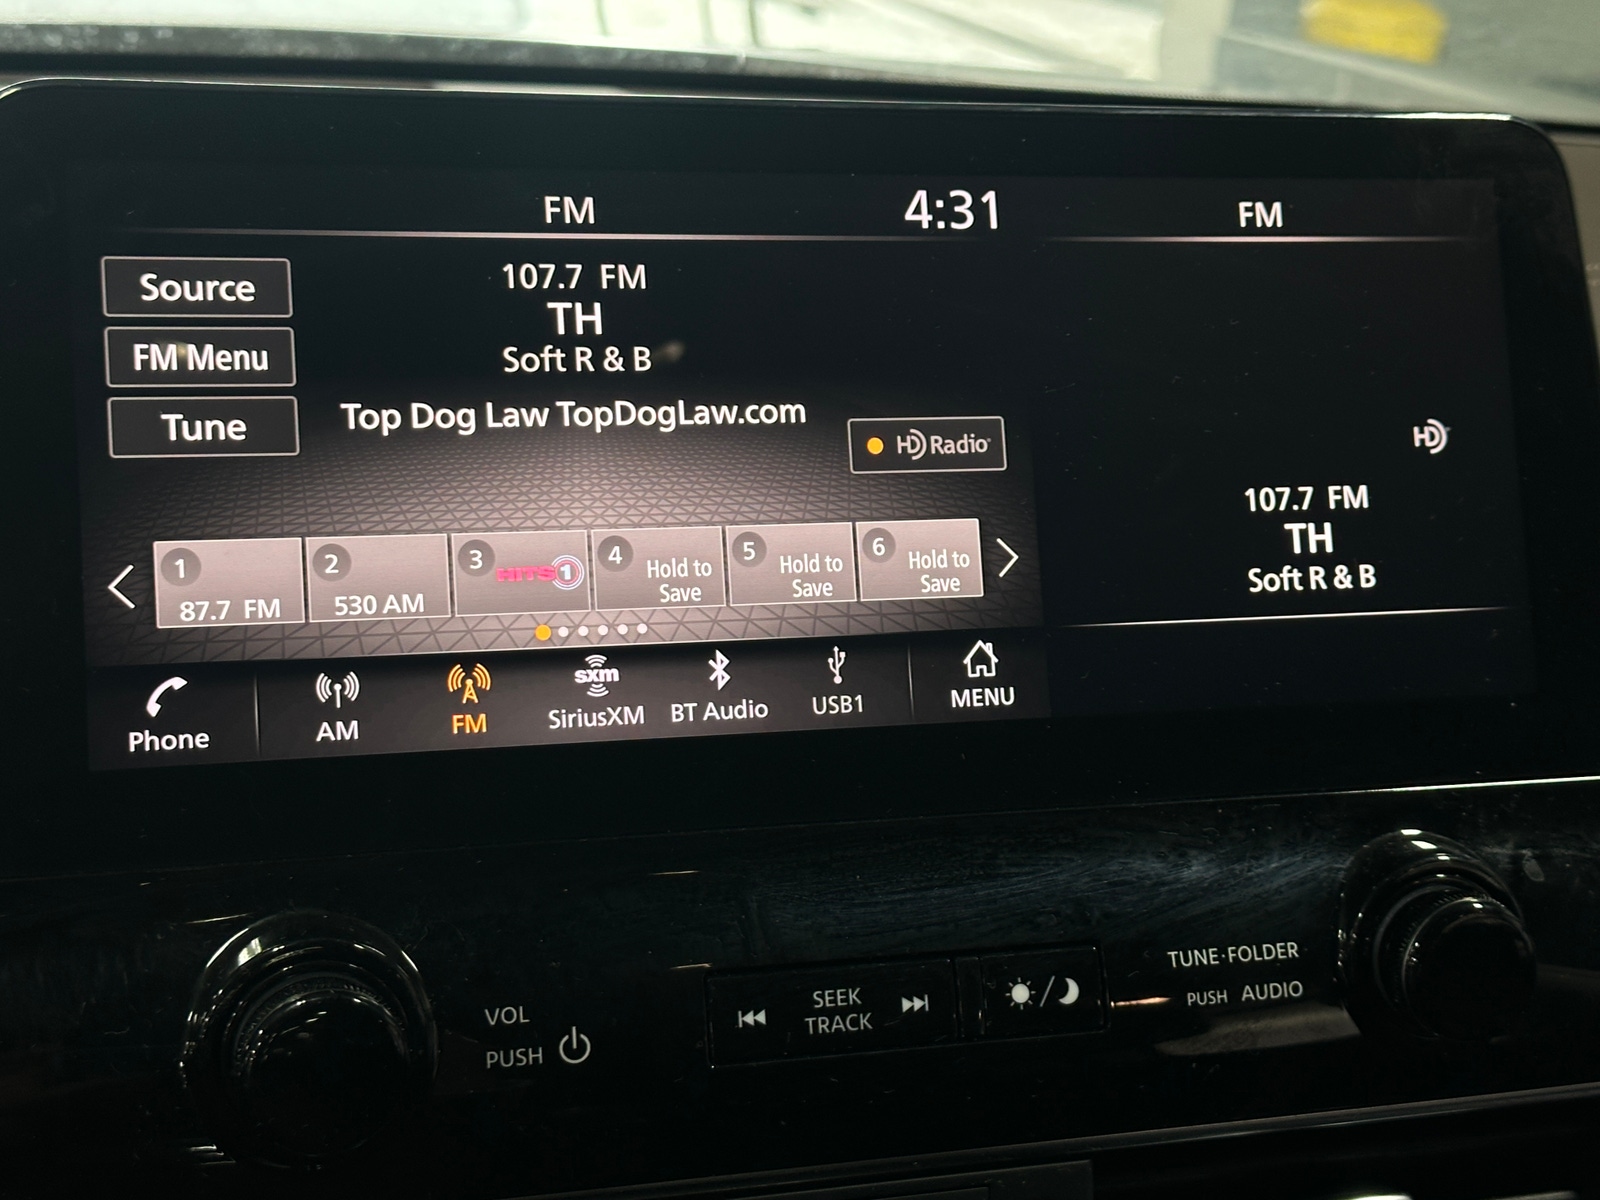 FM
4:31
FM
Source
107.7 FM
TH
FM Menu
Soft R & B
Tune
Top Dog Law TopDogLaw.com
HD Radio
HD
107.7 FM
TH
Soft R & B
1
87.7 FM
2
530 AM
3
HITS 1
4
Hold to
Save
5
Hold to
Save
6
Hold to
Save
Phone
AM
FM
sxm
SiriusXM
BT Audio
USB1
MENU
VOL
PUSH
SEEK
TRACK
TUNE·FOLDER
PUSH AUDIO